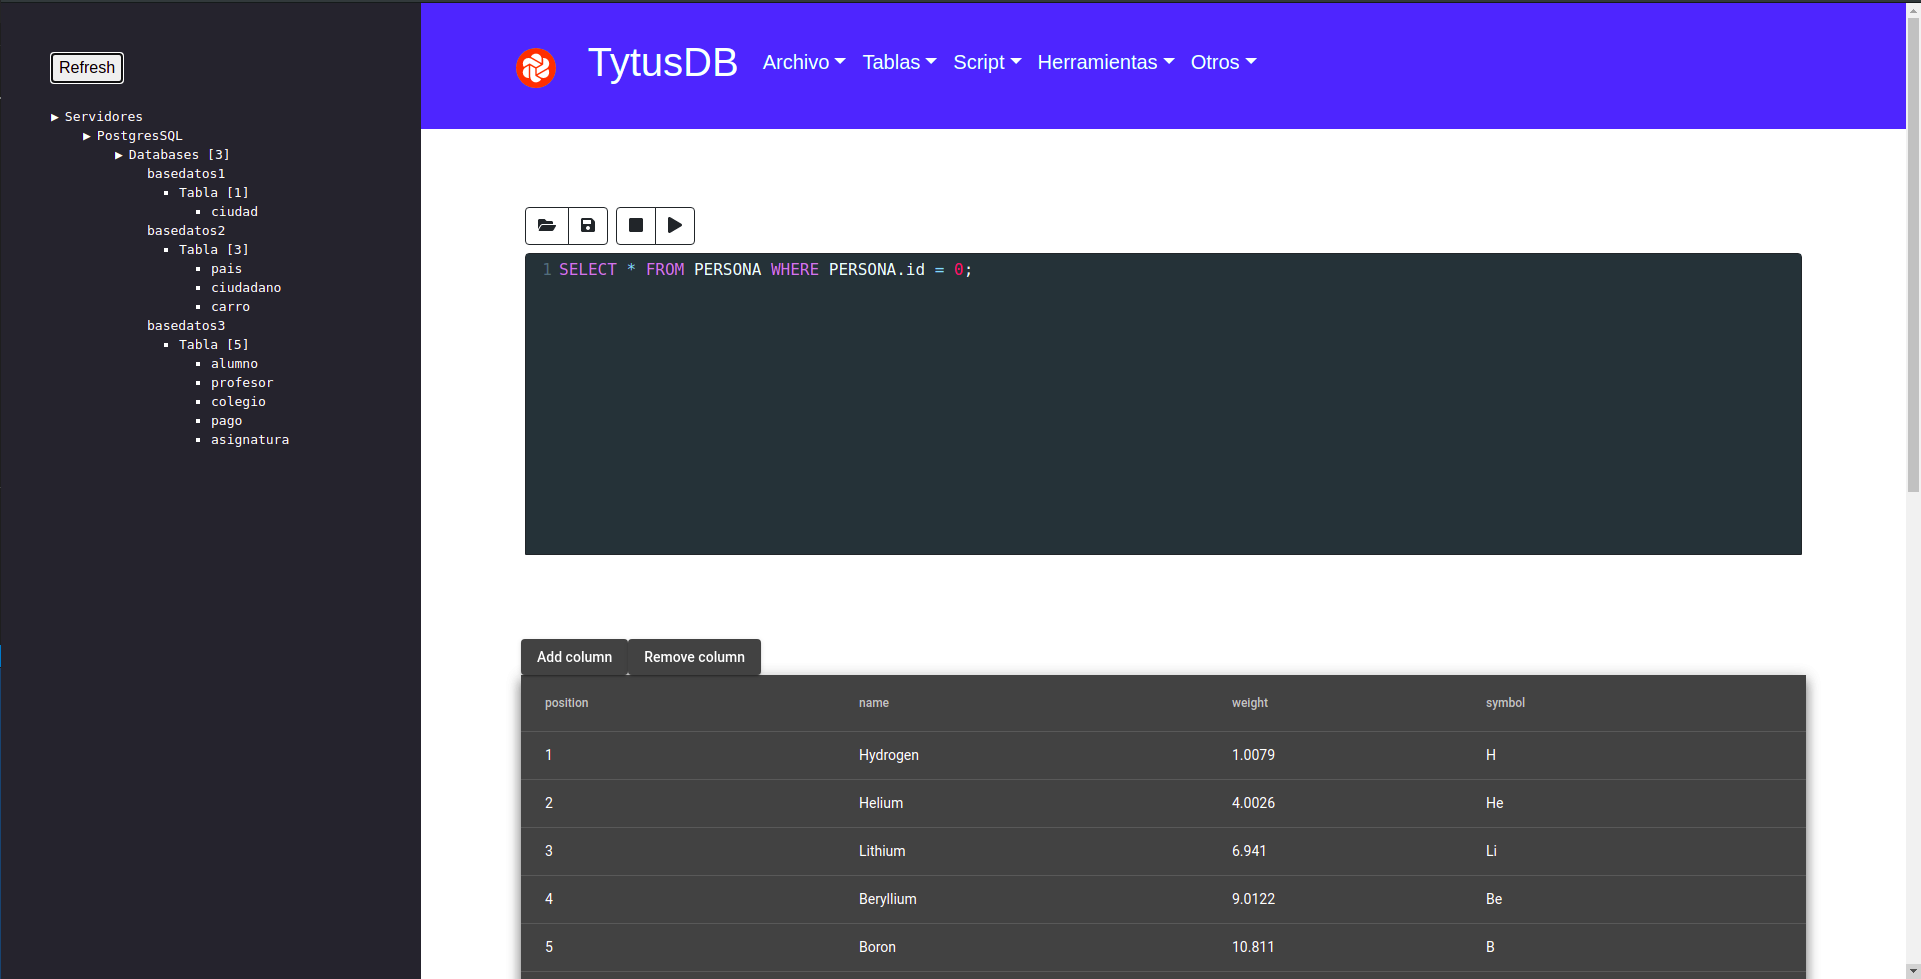 Refresh
Servidores
PostgresSQL
Databases [3]
basedatos1
Tabla [1]
ciudad
basedatos2
Tabla [3]
pais
ciudadano
carro
basedatos3
Tabla [5]
alumno
profesor
colegio
pago
asignatura
TytusDB Archivo Tablas Script Herramientas Otros
1 SELECT * FROM PERSONA WHERE PERSONA.id = 0;
Add column Remove column
position name weight symbol
1 Hydrogen 1.0079 H
2 Helium 4.0026 He
3 Lithium 6.941 Li
4 Beryllium 9.0122 Be
5 Boron 10.811 B